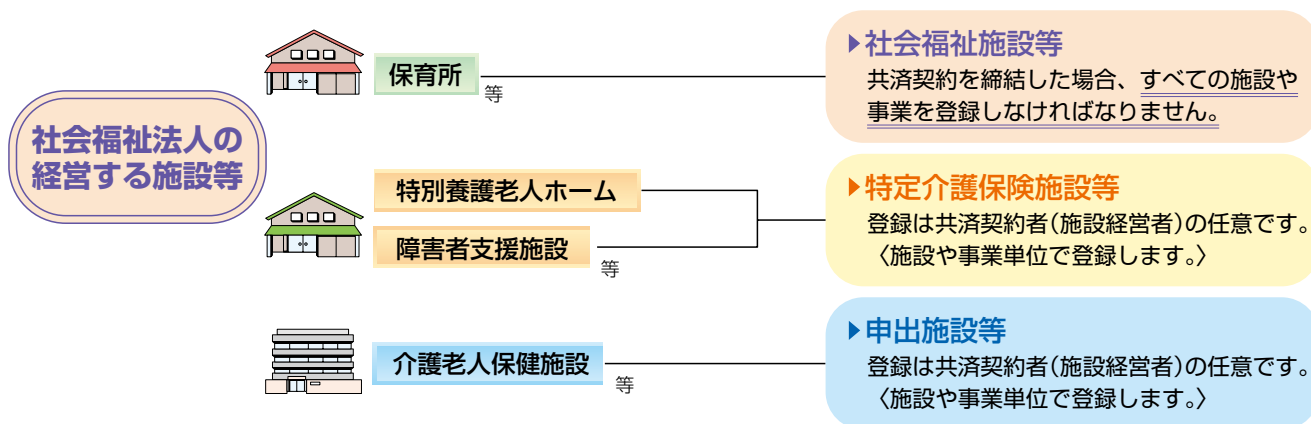 社会福祉法人の
経営する施設等
保育所
等
▶社会福祉施設等
共済契約を締結した場合、すべての施設や
事業を登録しなければなりません。
特別養護老人ホーム
障害者支援施設
等
▶特定介護保険施設等
登録は共済契約者(施設経営者)の任意です。
〈施設や事業単位で登録します。〉
介護老人保健施設
等
▶申出施設等
登録は共済契約者(施設経営者)の任意です。
〈施設や事業単位で登録します。〉